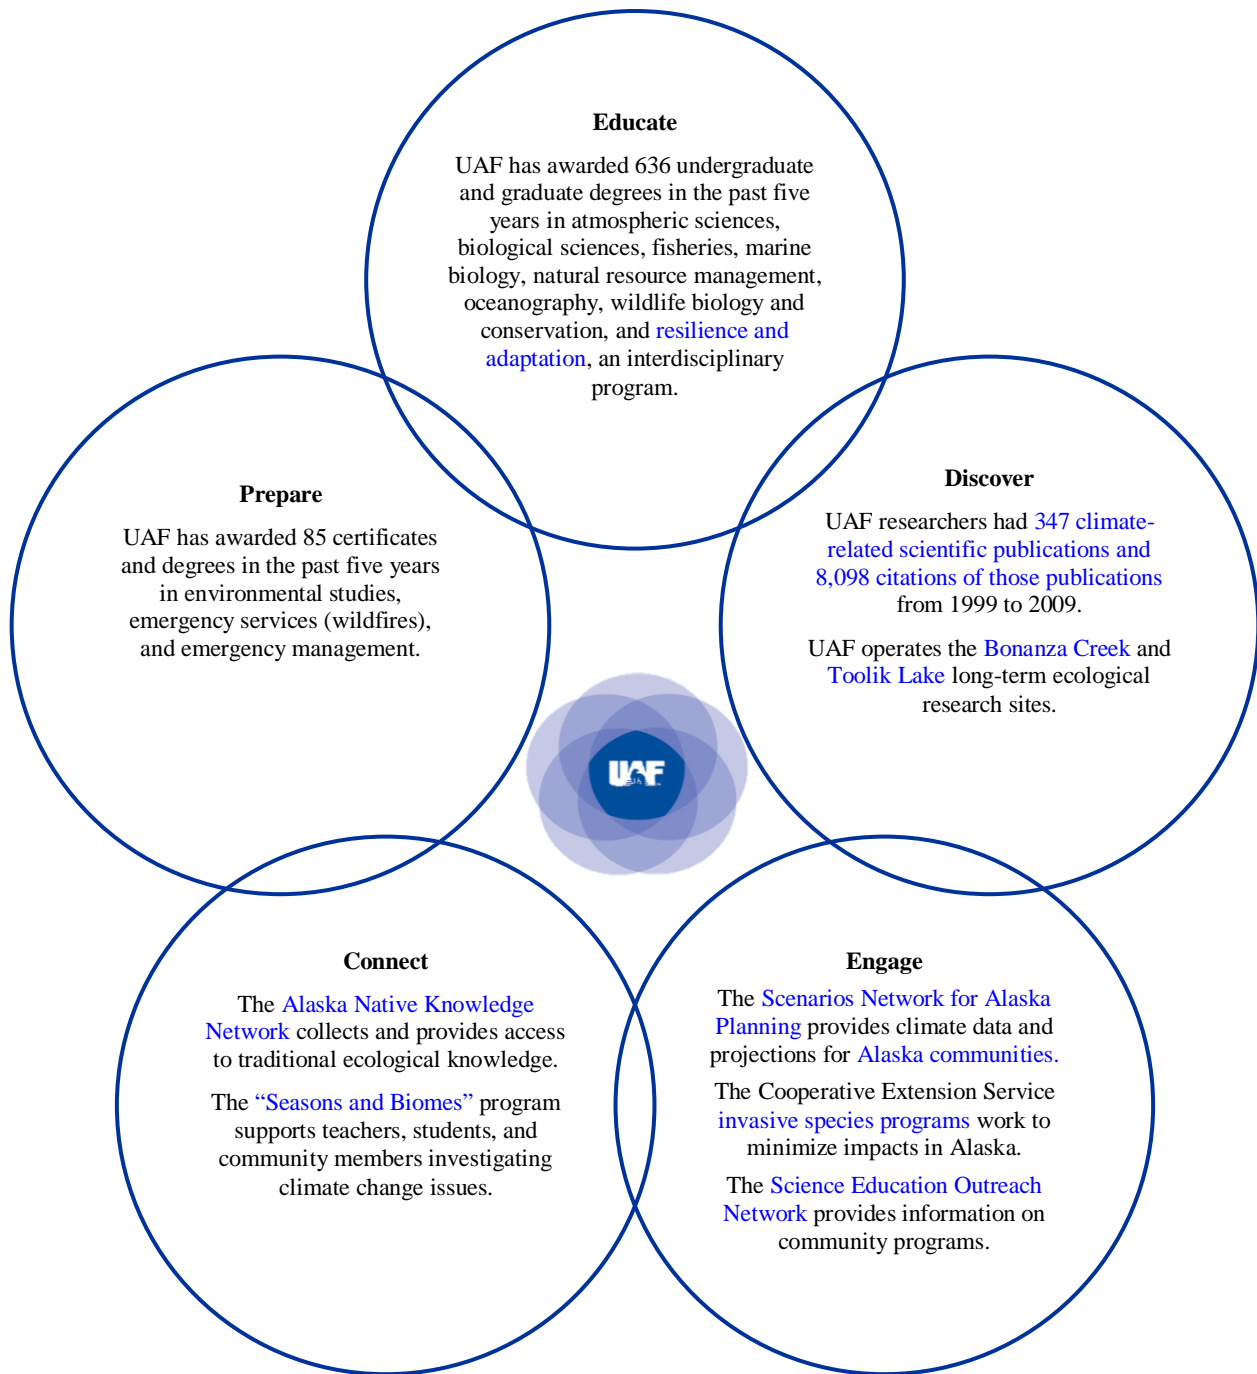 Educate
UAF has awarded 636 undergraduate
and graduate degrees in the past five
years in atmospheric sciences,
biological sciences, fisheries, marine
biology, natural resource management,
oceanography, wildlife biology and
conservation, and resilience and
adaptation, an interdisciplinary
program.
Prepare
UAF has awarded 85 certificates
and degrees in the past five years
in environmental studies,
emergency services (wildfires),
and emergency management.
Discover
UAF researchers had 347 climate-
related scientific publications and
8,098 citations of those publications
from 1999 to 2009.
UAF operates the Bonanza Creek and
Toolik Lake long-term ecological
research sites.
UAF
Connect
The Alaska Native Knowledge
Network collects and provides access
to traditional ecological knowledge.
The “Seasons and Biomes” program
supports teachers, students, and
community members investigating
climate change issues.
Engage
The Scenarios Network for Alaska
Planning provides climate data and
projections for Alaska communities.
The Cooperative Extension Service
invasive species programs work to
minimize impacts in Alaska.
The Science Education Outreach
Network provides information on
community programs.